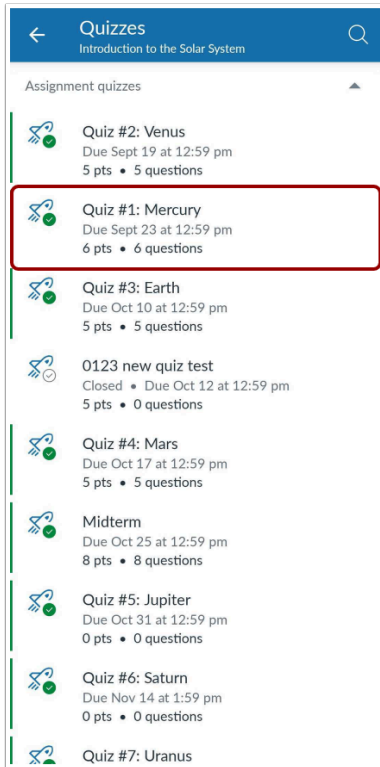 Quizzes
Introduction to the Solar System
Assignment quizzes
Quiz #2: Venus
Due Sept 19 at 12:59 pm
5 pts • 5 questions
Quiz #1: Mercury
Due Sept 23 at 12:59 pm
6 pts • 6 questions
Quiz #3: Earth
Due Oct 10 at 12:59 pm
5 pts • 5 questions
0123 new quiz test
Closed • Due Oct 12 at 12:59 pm
5 pts • 0 questions
Quiz #4: Mars
Due Oct 17 at 12:59 pm
5 pts • 5 questions
Midterm
Due Oct 25 at 12:59 pm
8 pts • 8 questions
Quiz #5: Jupiter
Due Oct 31 at 12:59 pm
0 pts • 0 questions
Quiz #6: Saturn
Due Nov 14 at 1:59 pm
0 pts • 0 questions
Quiz #7: Uranus